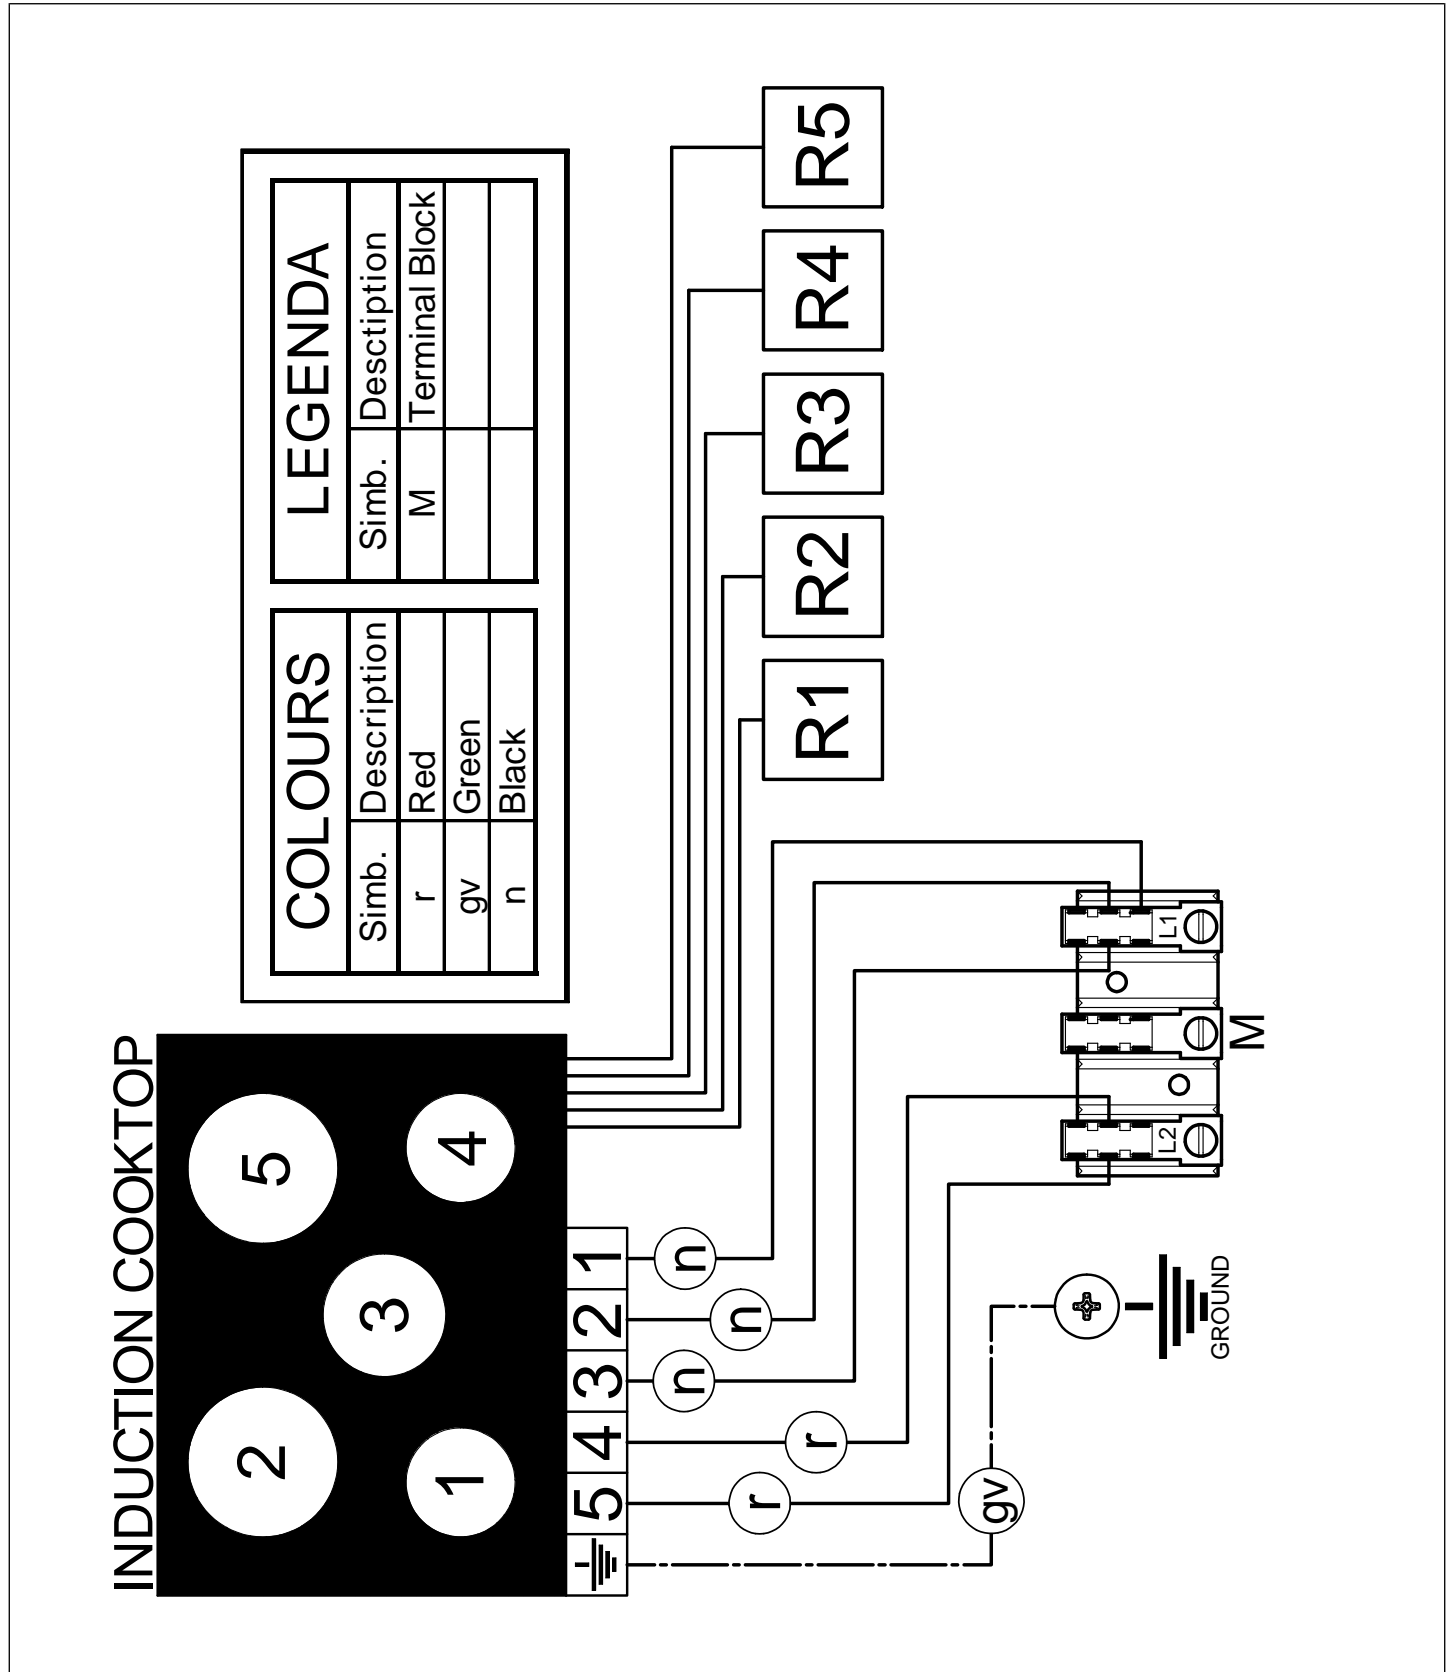 INDUCTION COOKTOP
2
5
3
1
4
5
4
3
2
1
r
r
n
n
n
gv
COLOURS
Simb. Description
r Red
gv Green
n Black
LEGENDA
Simb. Desctiption
M Terminal Block
R1
R2
R3
R4
R5
L2
L1
M
GROUND